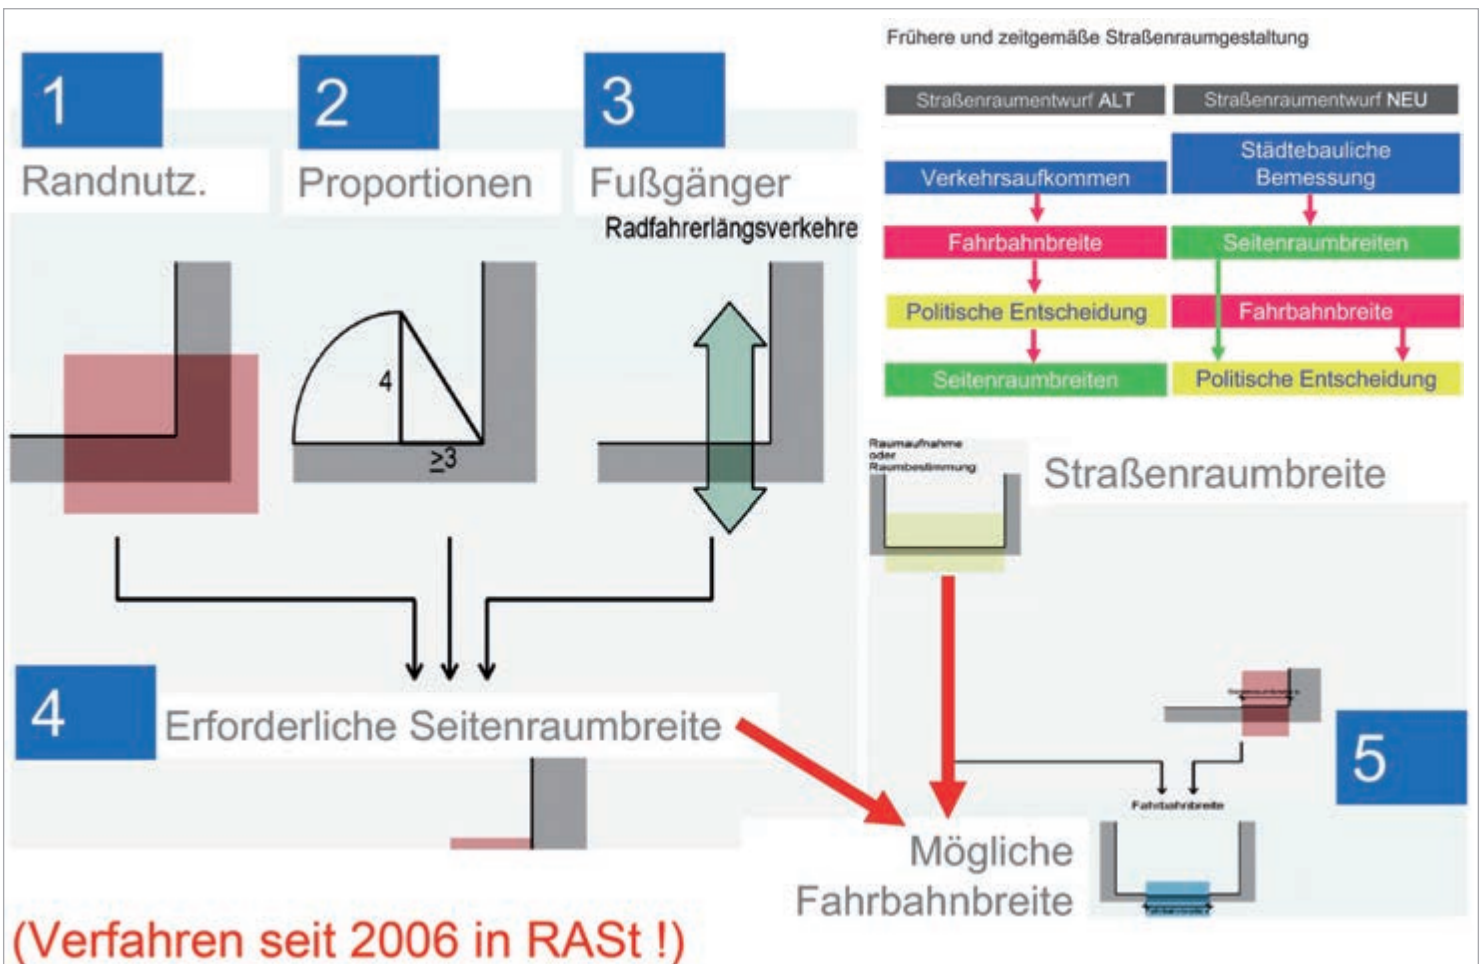 1
Randnutz.
2
Proportionen
3
Fußgänger
Radfahrerlängsverkehre
4
≥3
4
Erforderliche Seitenraumbreite
(Verfahren seit 2006 in RASt !)
Frühere und zeitgemäße Straßenraumgestaltung
Straßenraumentwurf ALT
Straßenraumentwurf NEU
Verkehrsaufkommen
Städtebauliche
Bemessung
Fahrbahnbreite
Seitenraumbreiten
Politische Entscheidung
Fahrbahnbreite
Seitenraumbreiten
Politische Entscheidung
Raumaufnahme
oder
Raumbestimmung
Straßenraumbreite
5
Fahrbahnbreite
Mögliche
Fahrbahnbreite